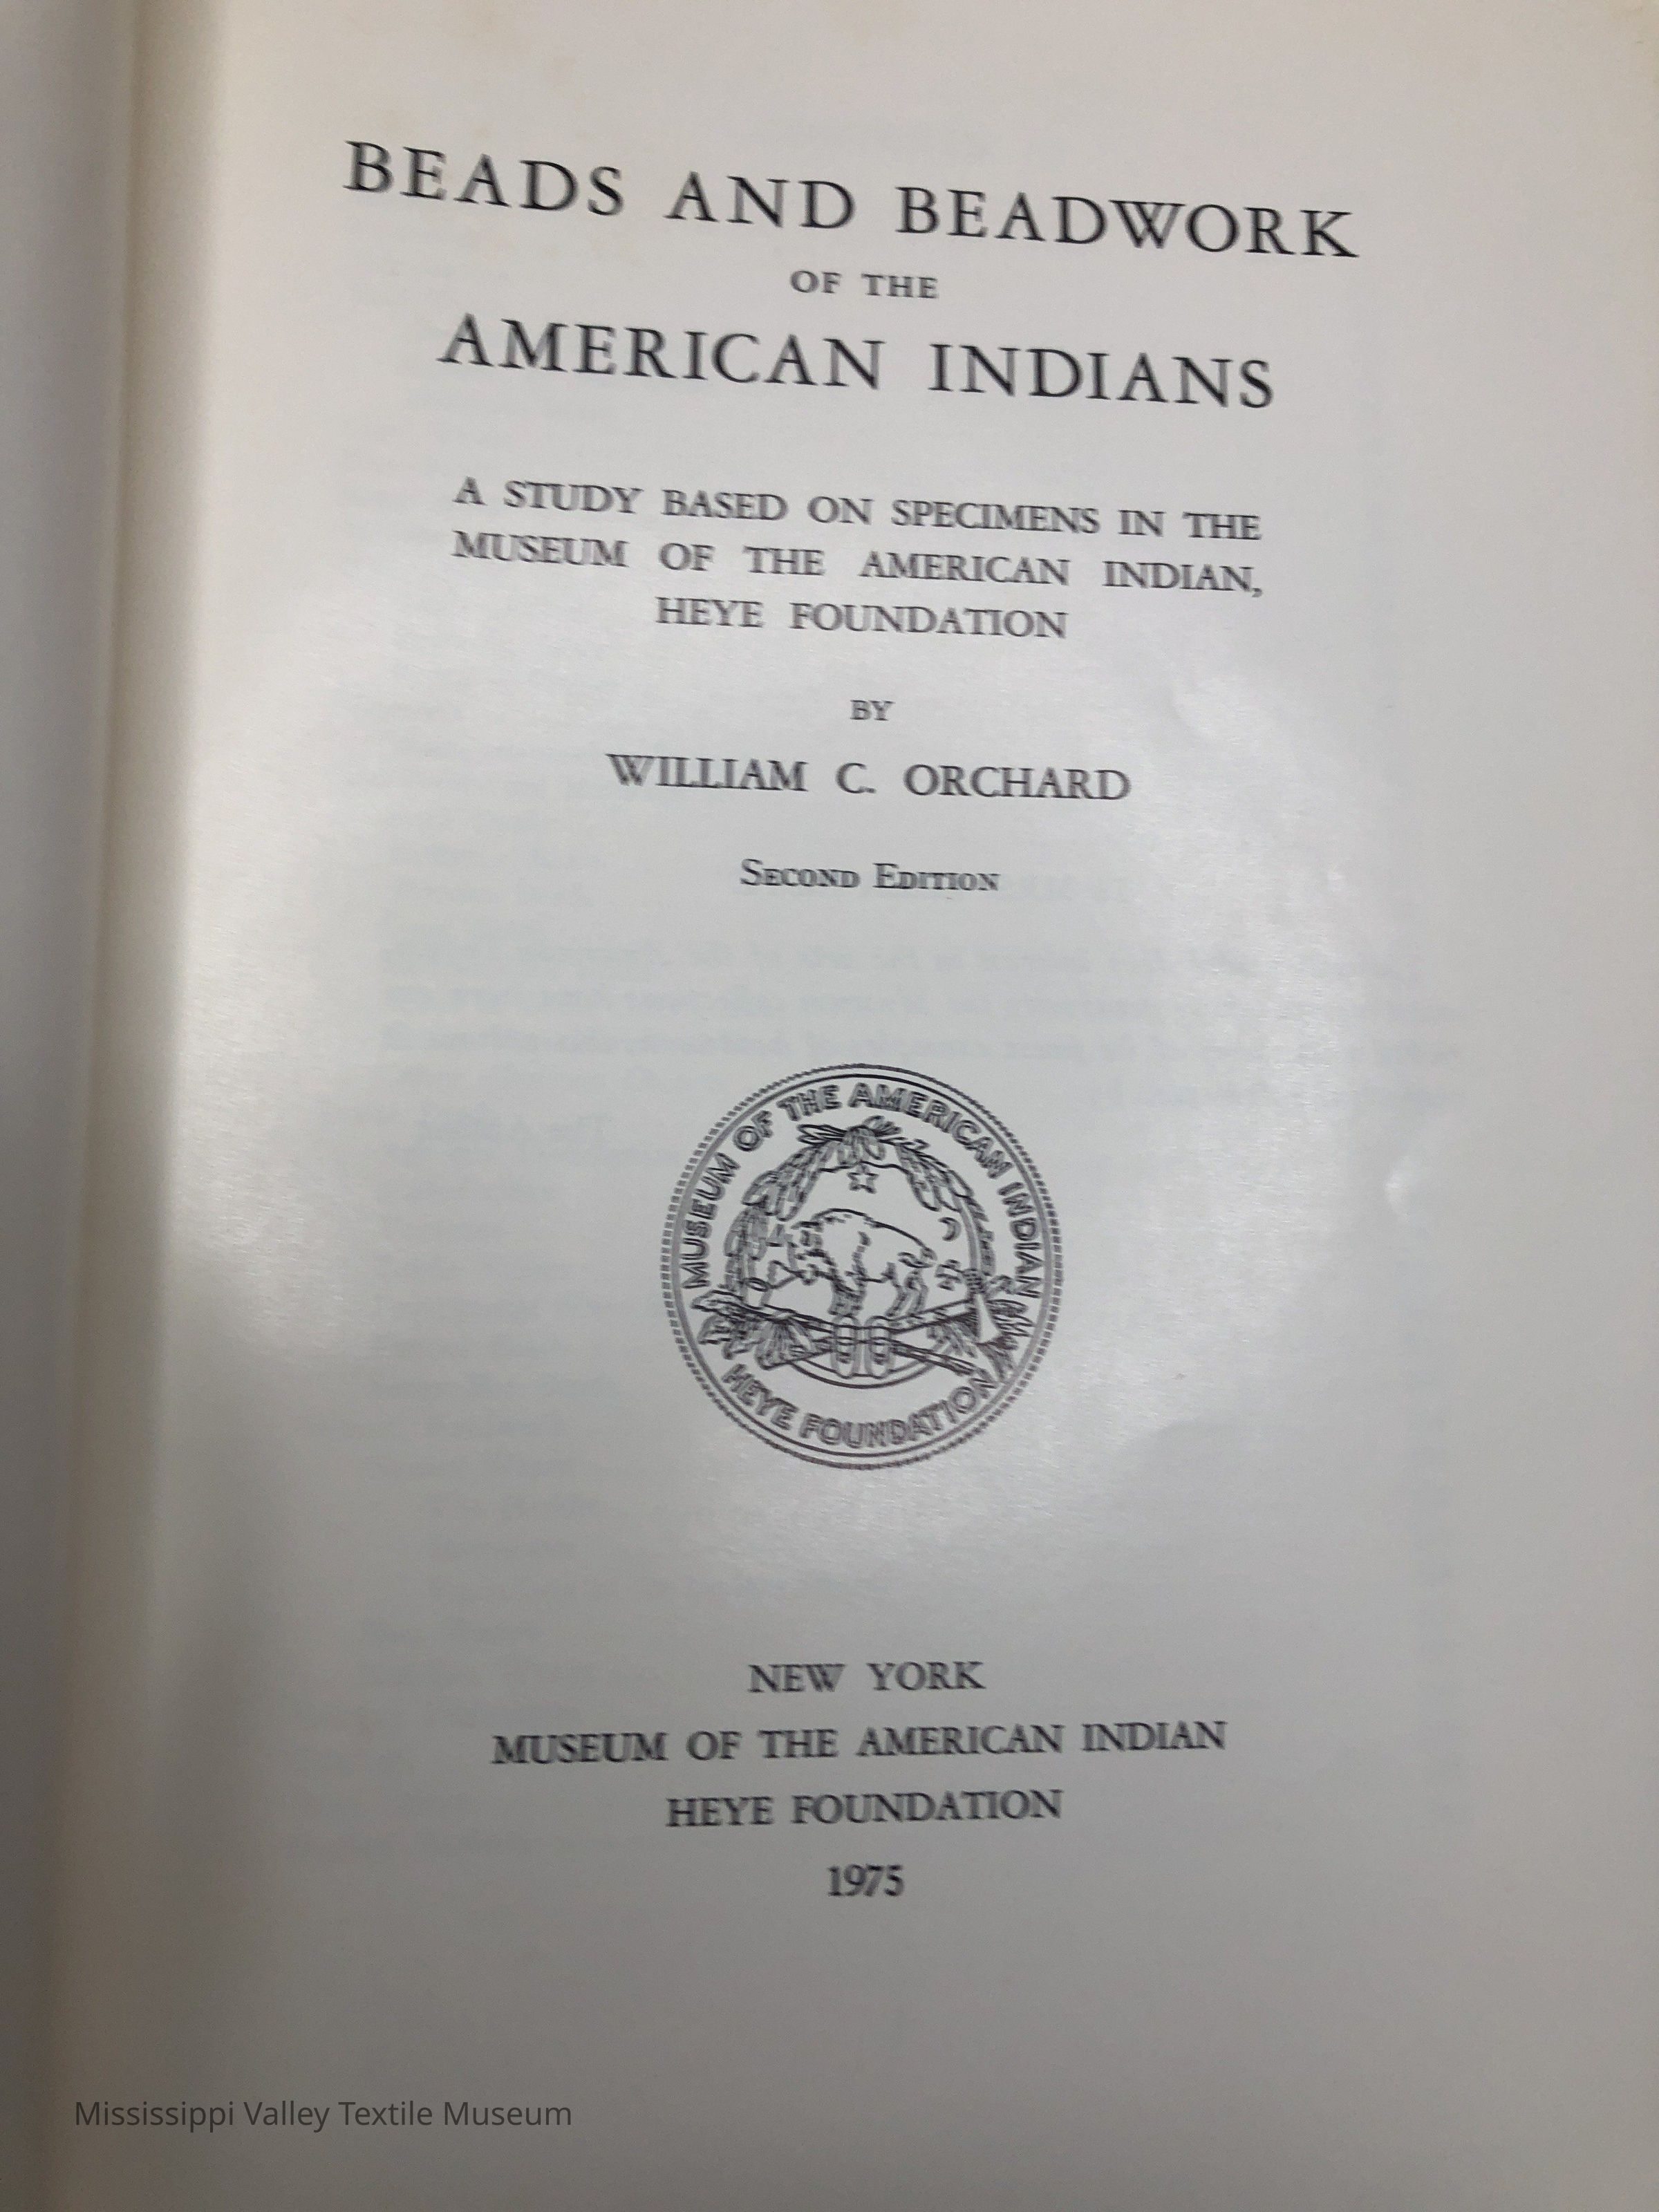 BEADS AND BEADWORK
OF THE
AMERICAN INDIANS
A STUDY BASED ON SPECIMENS IN THE
MUSEUM OF THE AMERICAN INDIAN,
HEYE FOUNDATION
BY
WILLIAM C. ORCHARD
SECOND EDITION
MUSEUM OF THE AMERICAN INDIAN
HEYE FOUNDATION
NEW YORK
MUSEUM OF THE AMERICAN INDIAN
HEYE FOUNDATION
1975
Mississippi Valley Textile Museum